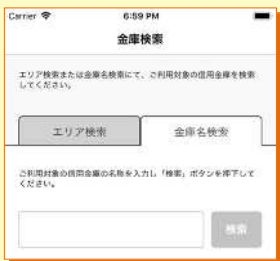 Carrier 6:59 PM
金庫検索
エリア検索または金庫名検索にて、ご利用対象の信用金庫を検索
してください。
エリア検索 金庫名検索
ご利用対象の信用金庫の名称を入力し「検索」ボタンを押下して
ください。
検索